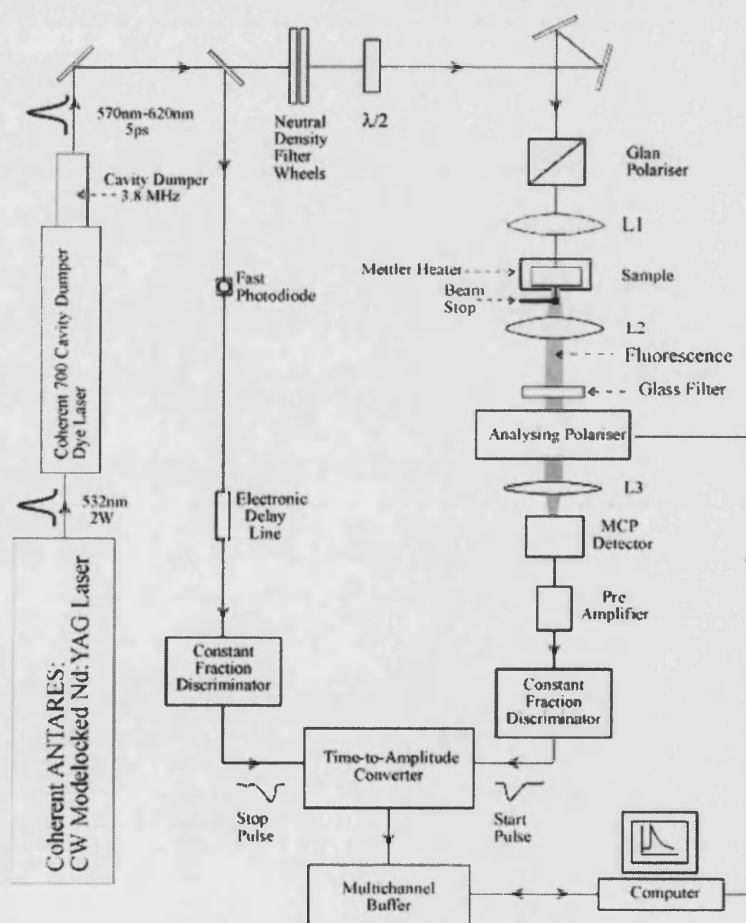 570nm-620nm
5ps
Neutral
Density
Filter
Wheels
λ/2
Glan
Polariser
Cavity Dumper
3.8 MHz
L1
Mettler Heater
Sample
Beam
Stop
Fast
Photodiode
L2
Fluorescence
Glass Filter
Coherent 700 Cavity Dumper
Dye Laser
Analysing Polariser
532nm
2W
Electronic
Delay
Line
L3
MCP
Detector
Pre
Amplifier
Coherent ANTARES:
CW Modelocked Nd:YAG Laser
Constant
Fraction
Discriminator
Constant
Fraction
Discriminator
Time-to-Amplitude
Converter
Stop
Pulse
Start
Pulse
Multichannel
Buffer
Computer